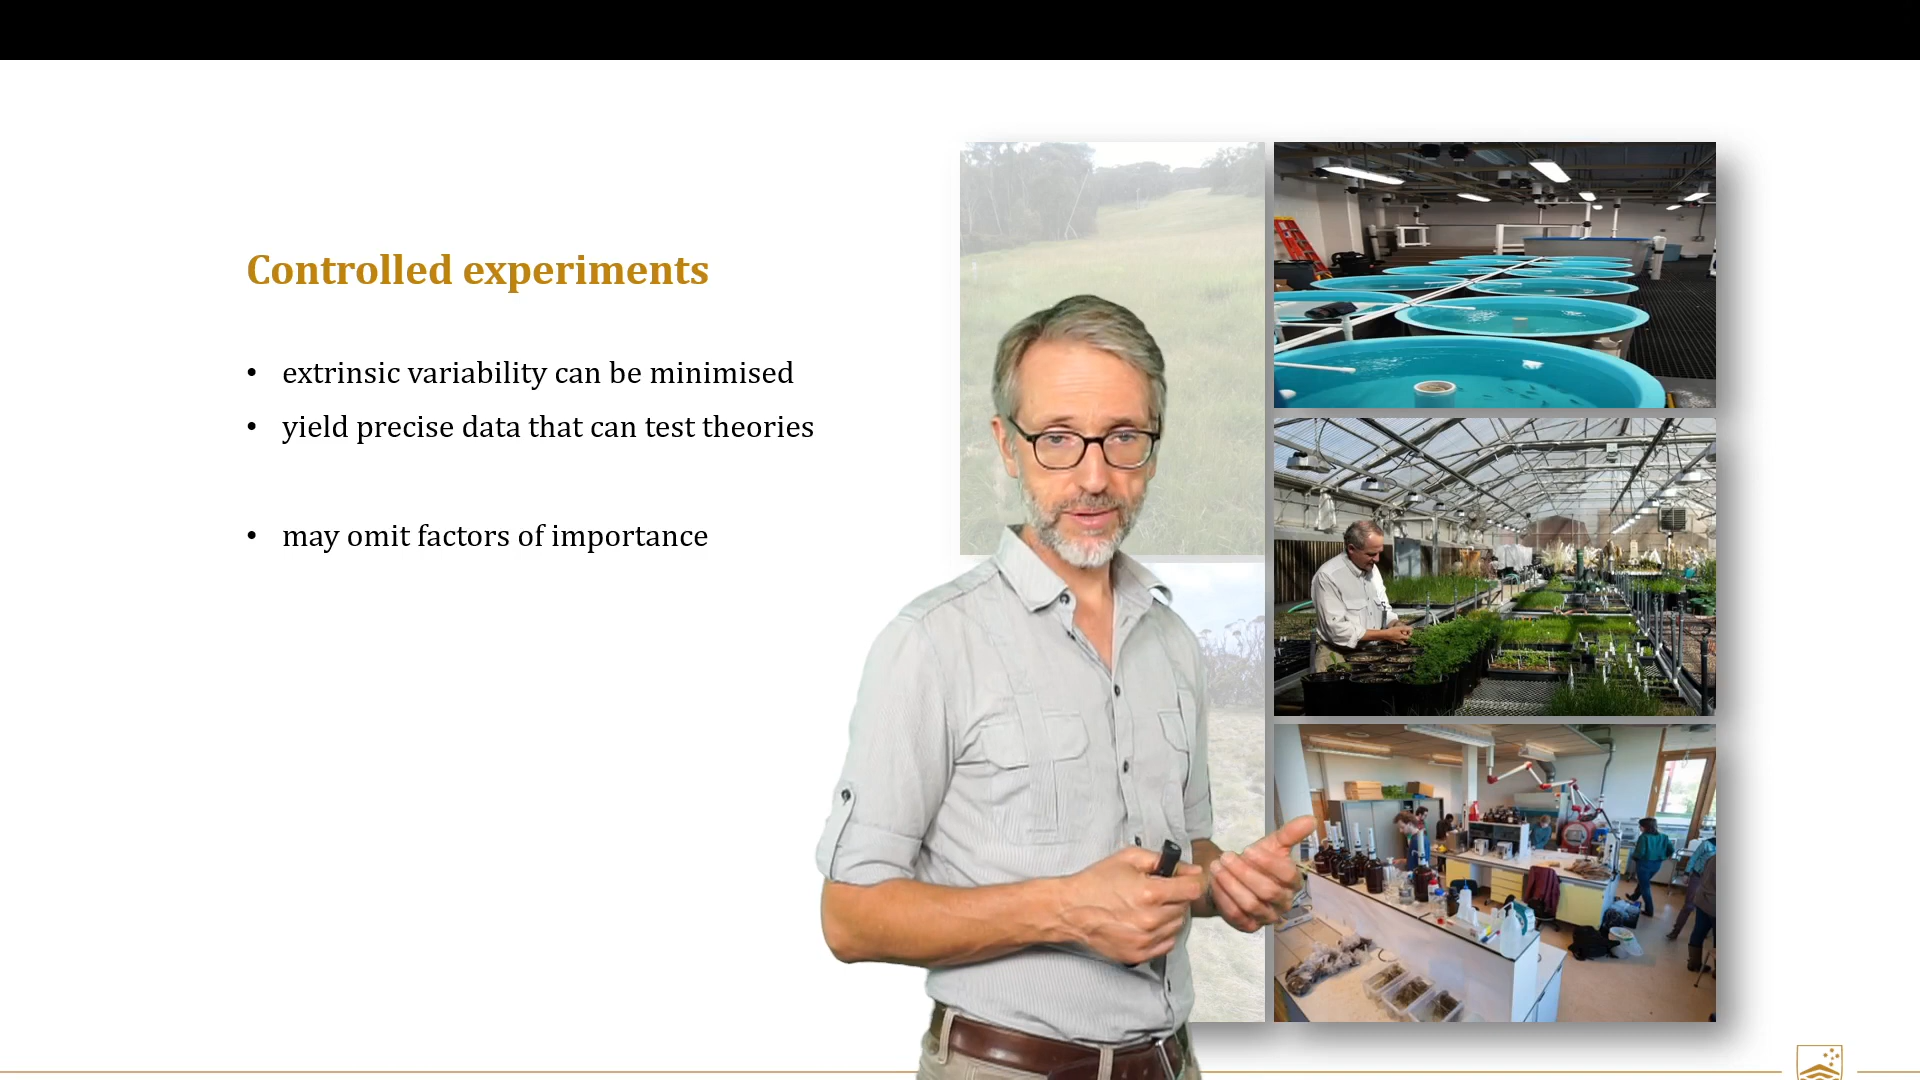 Controlled experiments
• extrinsic variability can be minimised
• yield precise data that can test theories
• may omit factors of importance